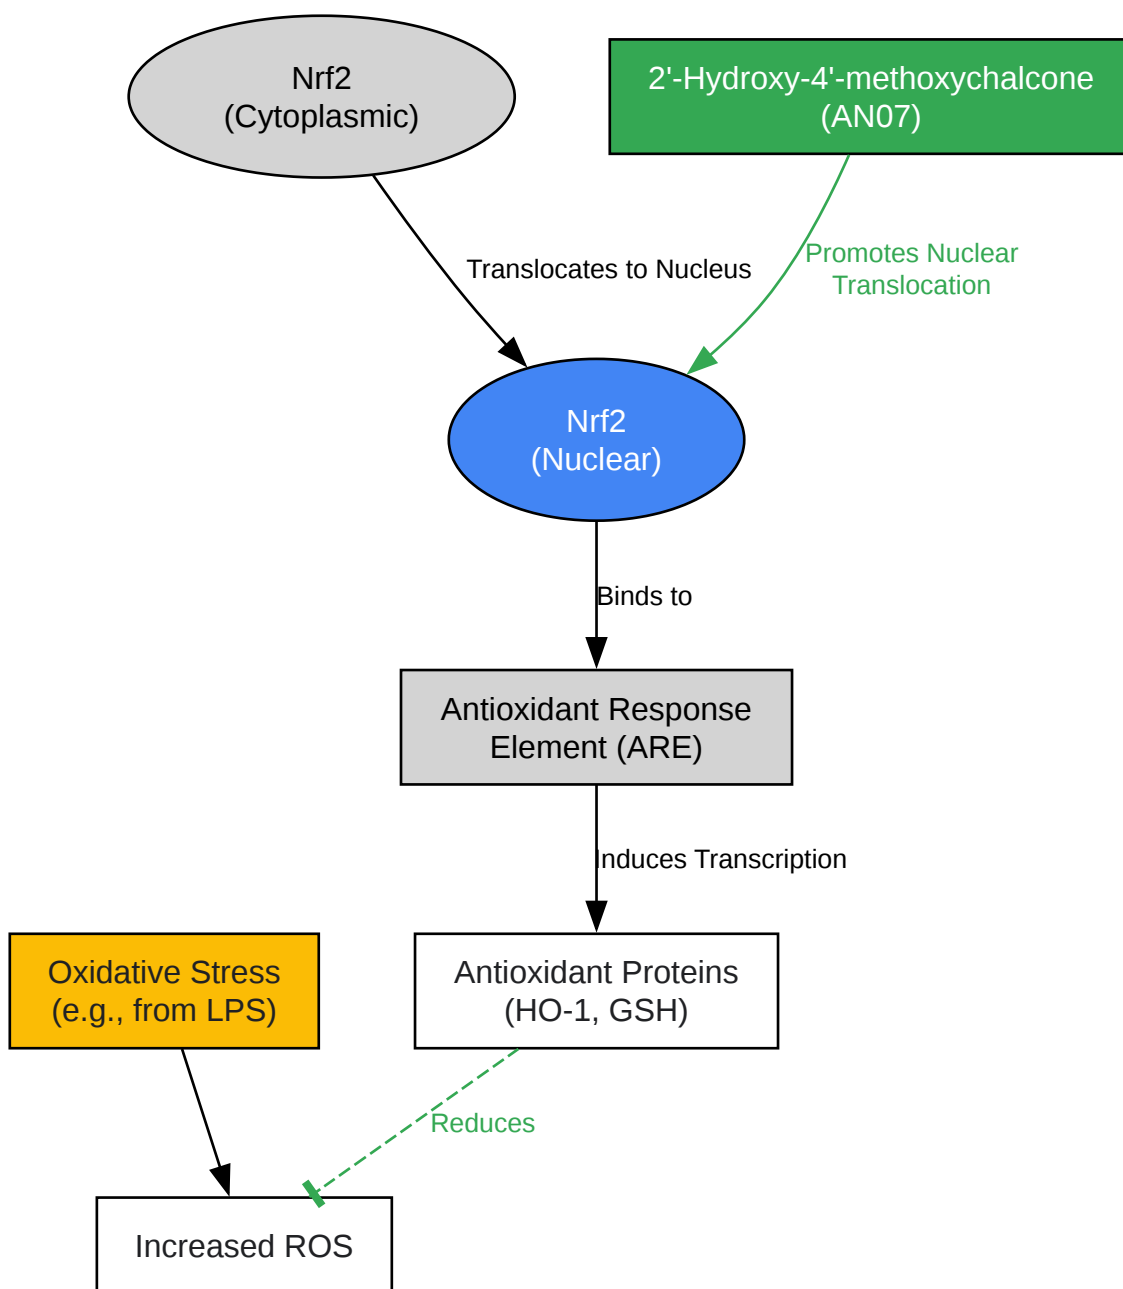 Nrf2
(Cytoplasmic)
2'-Hydroxy-4'-methoxychalcone
(AN07)
Translocates to Nucleus
Promotes Nuclear
Translocation
Nrf2
(Nuclear)
Binds to
Antioxidant Response
Element (ARE)
Induces Transcription
Oxidative Stress
(e.g., from LPS)
Antioxidant Proteins
(HO-1, GSH)
Reduces
Increased ROS